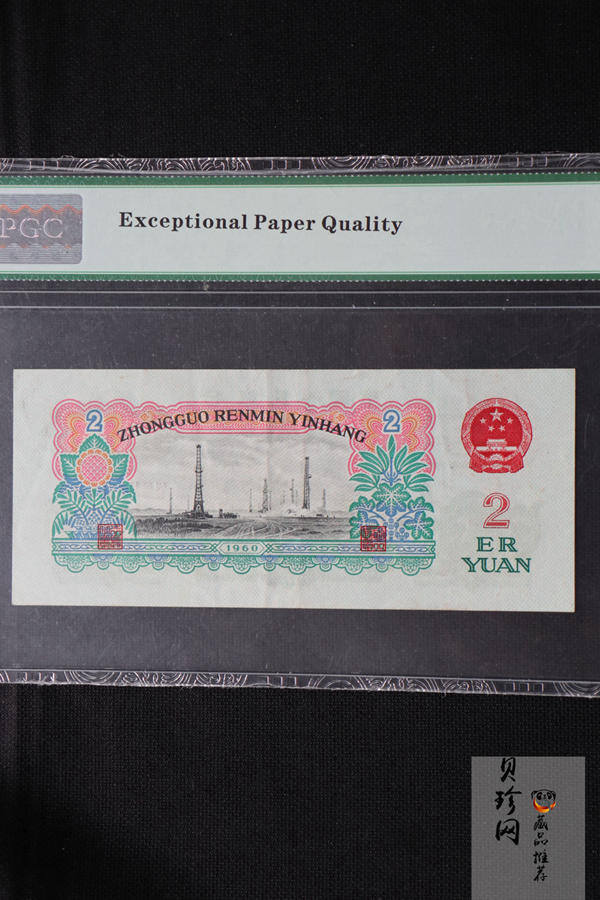 PGC
Exceptional Paper Quality
2
2
ZHONGGUO RENMIN YINHANG
1960
2
ER
YUAN
贝珍网
藏品推荐